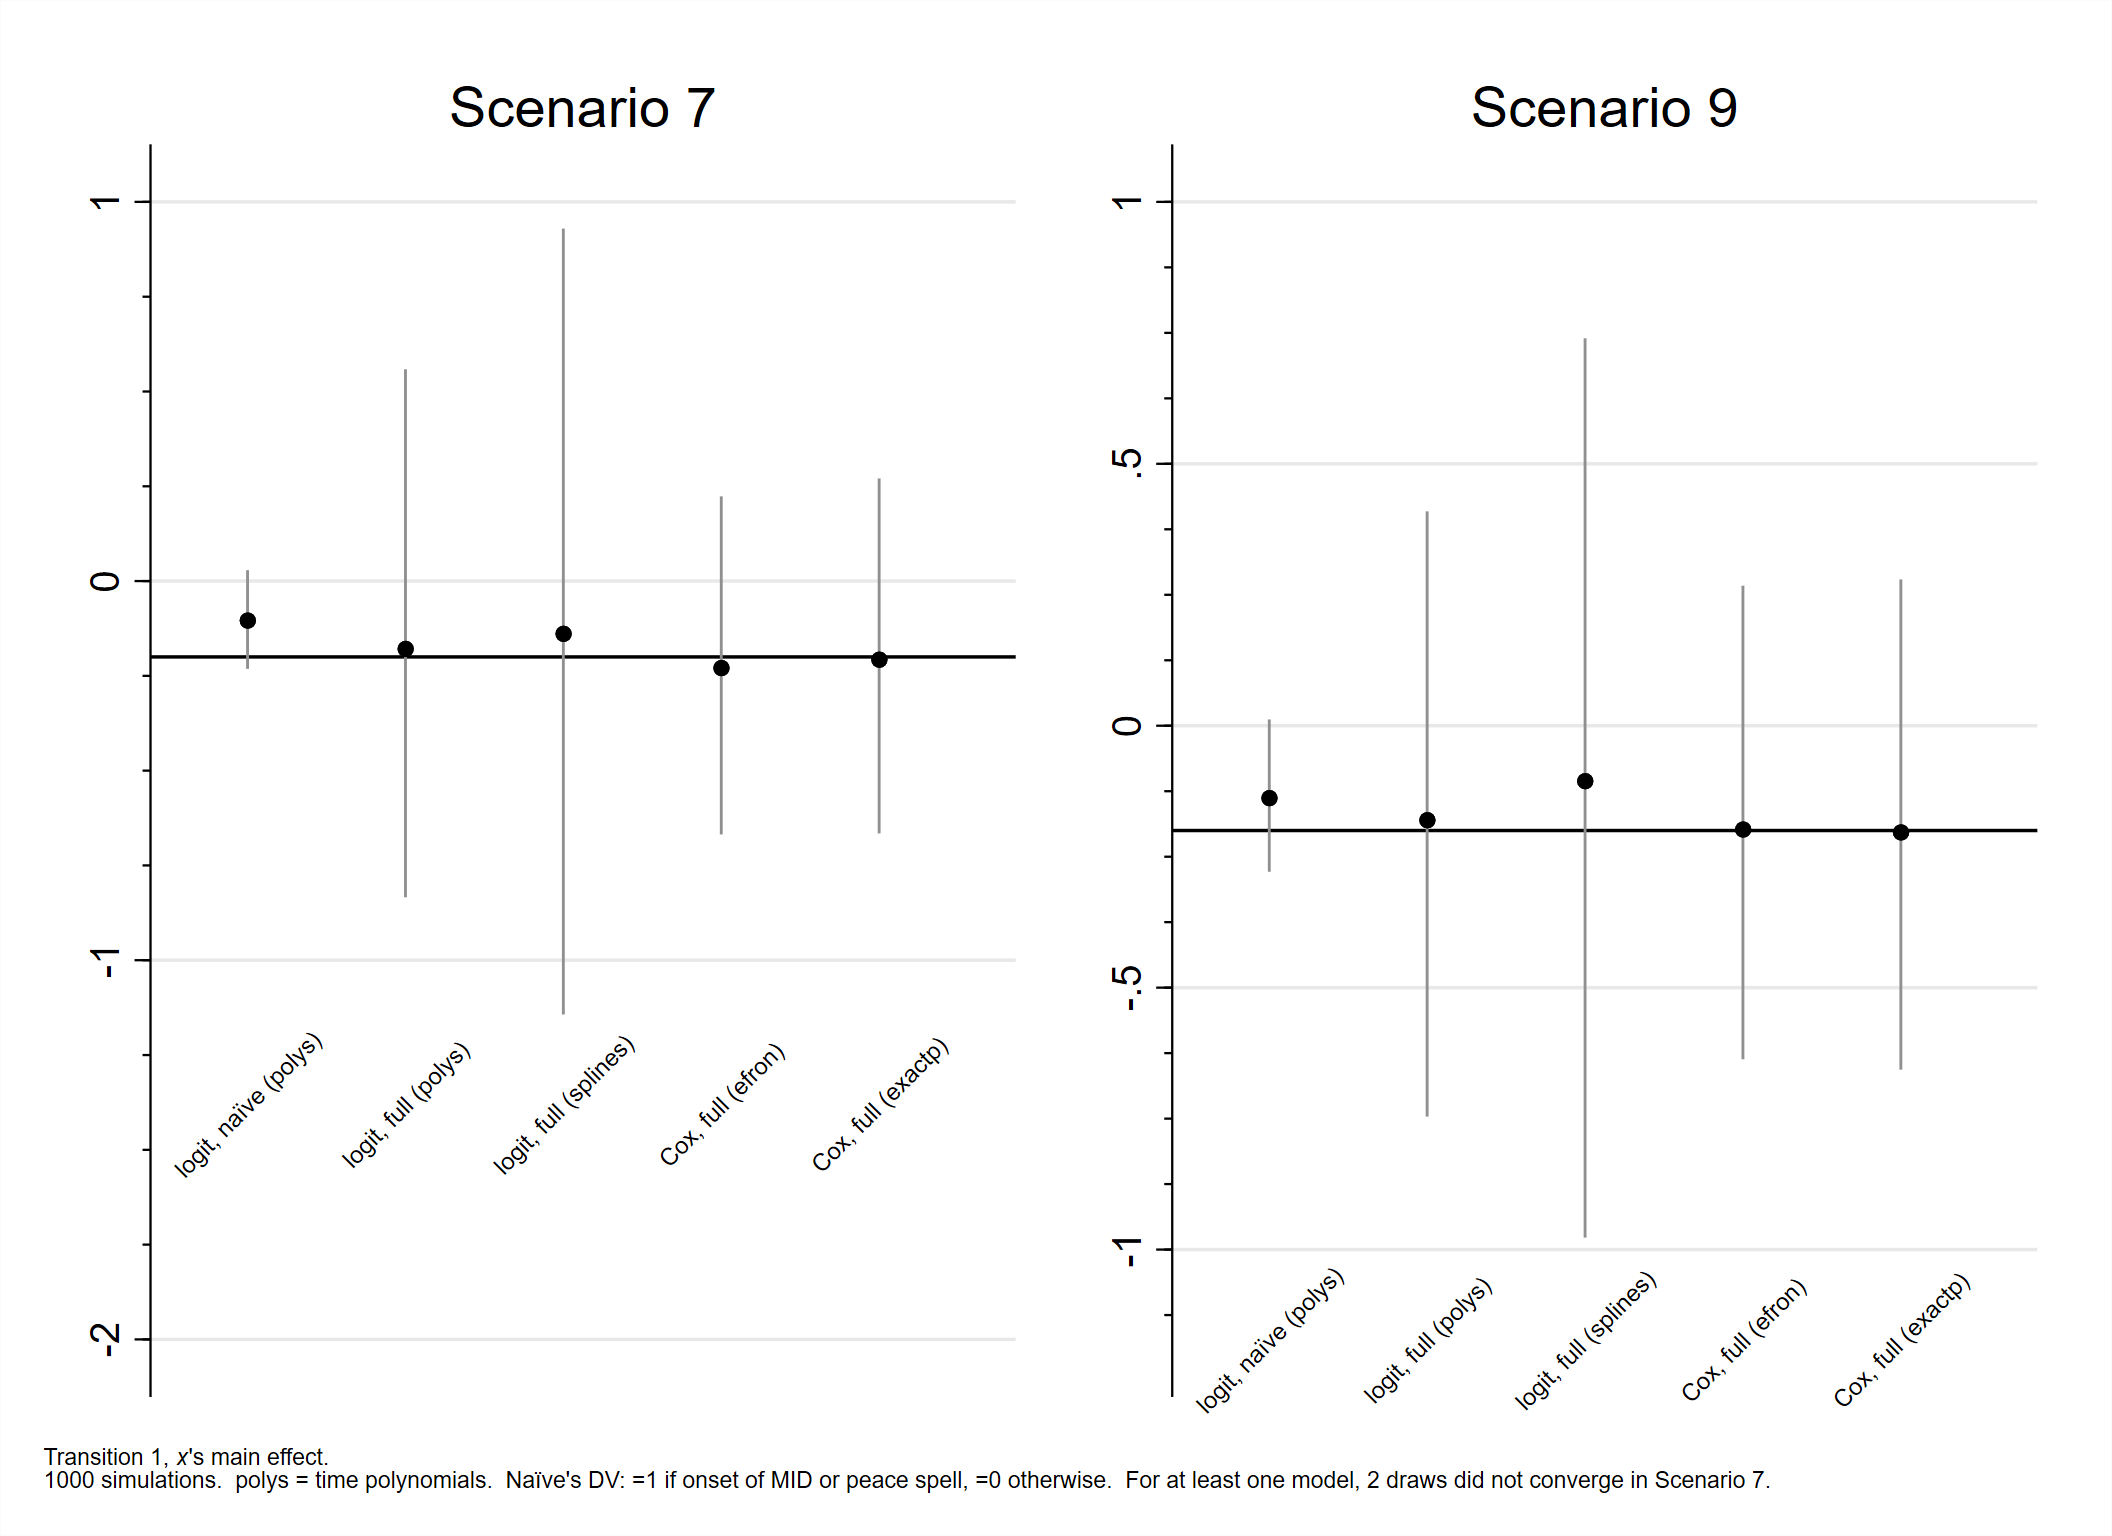 Scenario 7
1
0
-1
-2
logit, naïve (polys)
logit, full (polys)
logit, full (splines)
Cox, full (efron)
Cox, full (exactp)
Scenario 9
1
.5
0
-.5
-1
logit, naïve (polys)
logit, full (polys)
logit, full (splines)
Cox, full (efron)
Cox, full (exactp)
Transition 1, x's main effect.
1000 simulations.  polys = time polynomials.  Naïve's DV: =1 if onset of MID or peace spell, =0 otherwise.  For at least one model, 2 draws did not converge in Scenario 7.